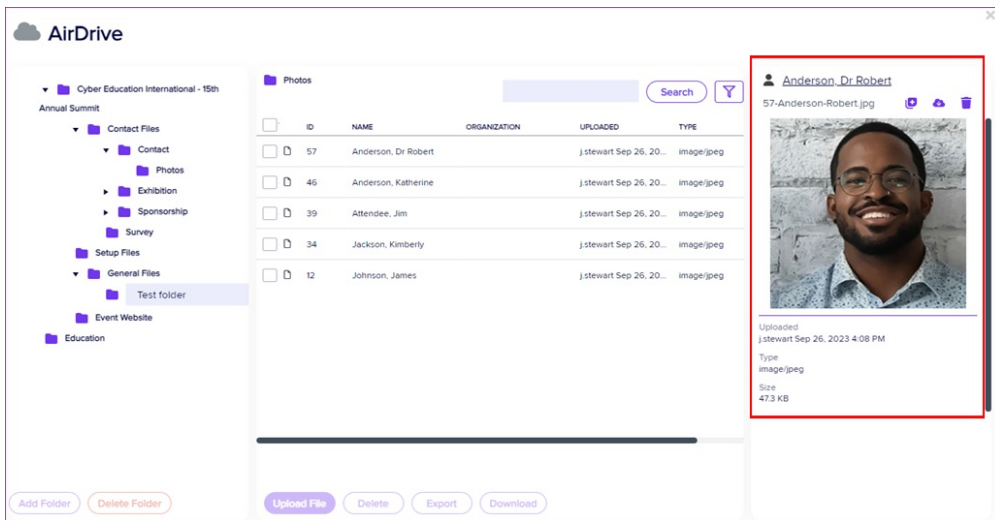 AirDrive
Cyber Education International - 15th
Annual Summit
Contact Files
Contact
Photos
Exhibition
Sponsorship
Survey
Setup Files
General Files
Test folder
Event Website
Education
Add Folder Delete Folder
Photos
Search
ID NAME ORGANIZATION UPLOADED TYPE
57 Anderson, Dr Robert j.stewart Sep 26, 20... image/jpeg
46 Anderson, Katherine j.stewart Sep 26, 20... image/jpeg
39 Attendee, Jim j.stewart Sep 26, 20... image/jpeg
34 Jackson, Kimberly j.stewart Sep 26, 20... image/jpeg
12 Johnson, James j.stewart Sep 26, 20... image/jpeg
Upload File Delete Export Download
Anderson, Dr Robert
57-Anderson-Robert.jpg
Uploaded
j.stewart Sep 26, 2023 4:08 PM
Type
image/jpeg
Size
47.3 KB